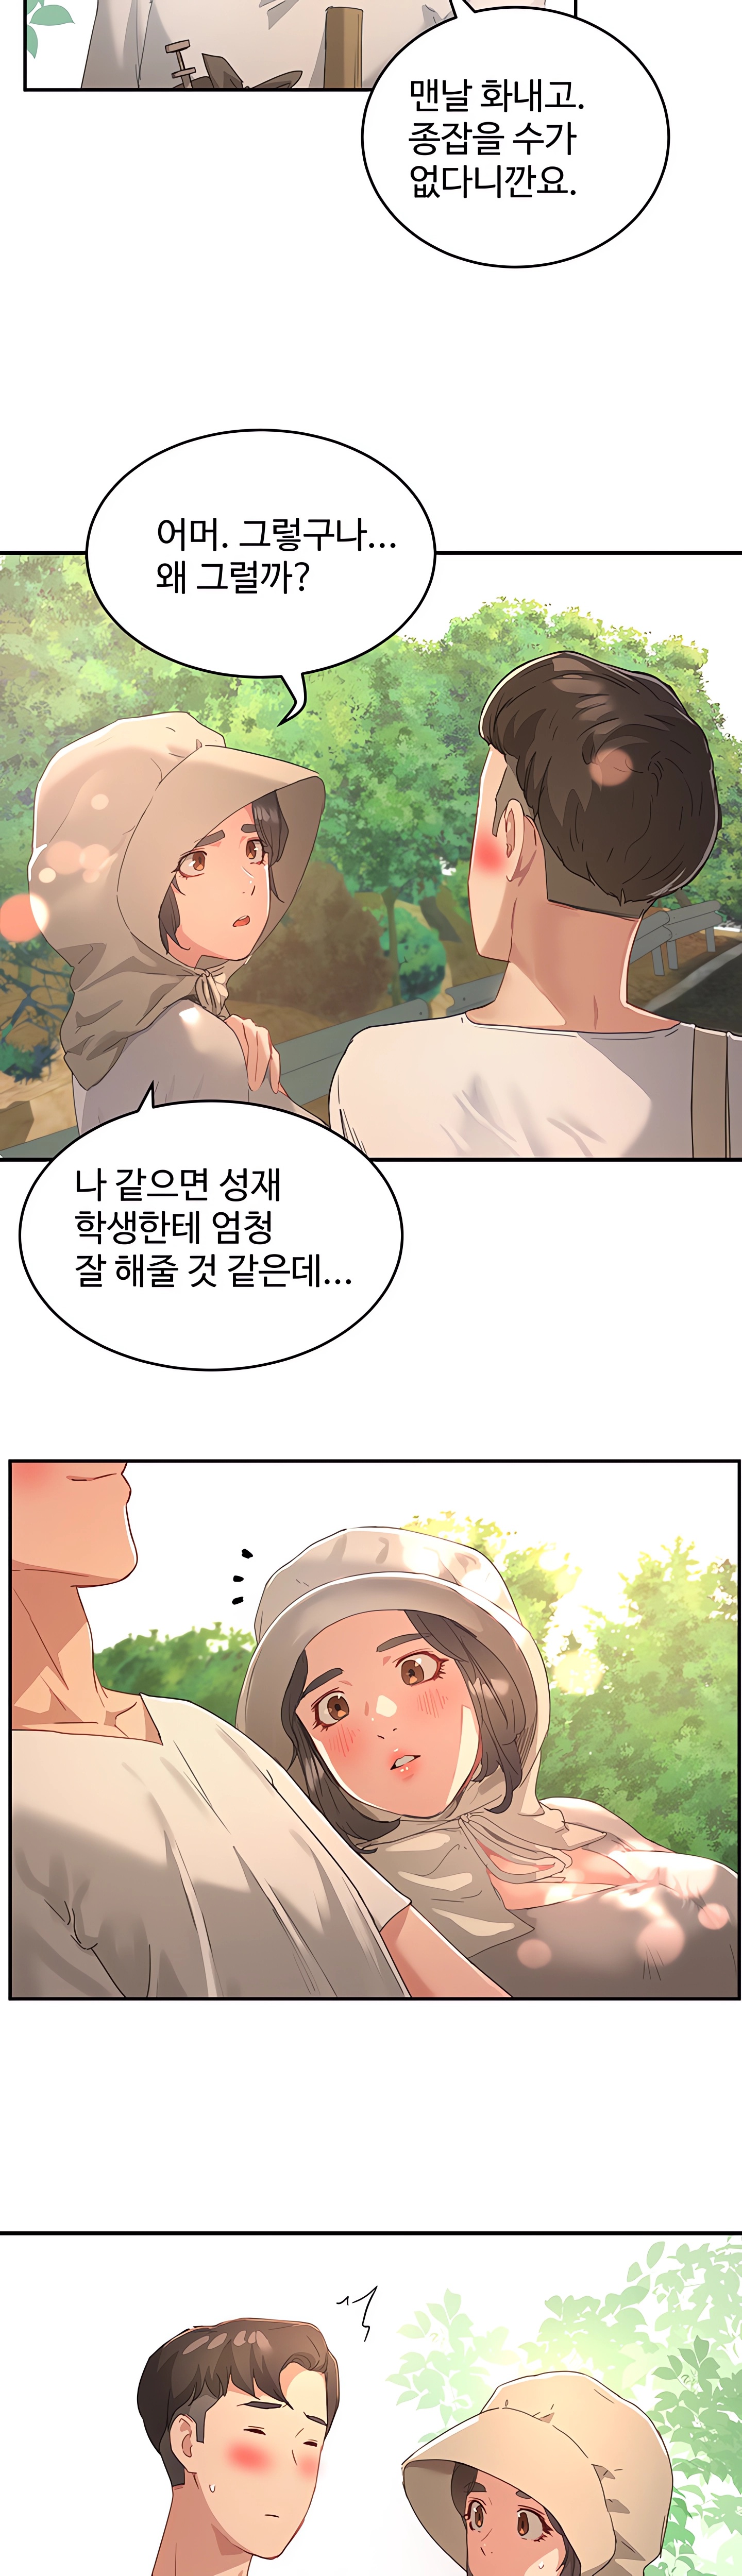 맨날 화내고.
종잡을 수가
없다니깐요.
어머. 그렇구나...
왜 그럴까?
나 같으면 성재
학생한테 엄청
잘 해줄 것 같은데...